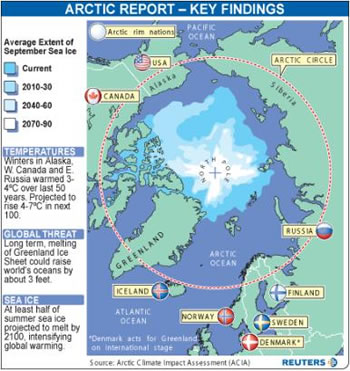 ARCTIC REPORT – KEY FINDINGS
Arctic rim nations
PACIFIC
OCEAN
Average Extent of
September Sea Ice
Current
2010-30
2040-60
2070-90
USA
ARCTIC CIRCLE
Alaska
Siberia
CANADA
NORTH POLE
TEMPERATURES
Winters in Alaska,
W. Canada and E.
Russia warmed 3-
4ºC over last 50
years. Projected to
rise 4-7ºC in next
100.
GLOBAL THREAT
Long term, melting
of Greenland Ice
Sheet could raise
world's oceans by
about 3 feet.
SEA ICE
At least half of
summer sea ice
projected to melt by
2100, intensifying
global warming.
RUSSIA
GREENLAND
ARCTIC
OCEAN
ICELAND
FINLAND
ATLANTIC
OCEAN
NORWAY
SWEDEN
DENMARK*
*Denmark acts for Greenland
on international stage
Source: Arctic Climate Impact Assessment (ACIA)
REUTERS